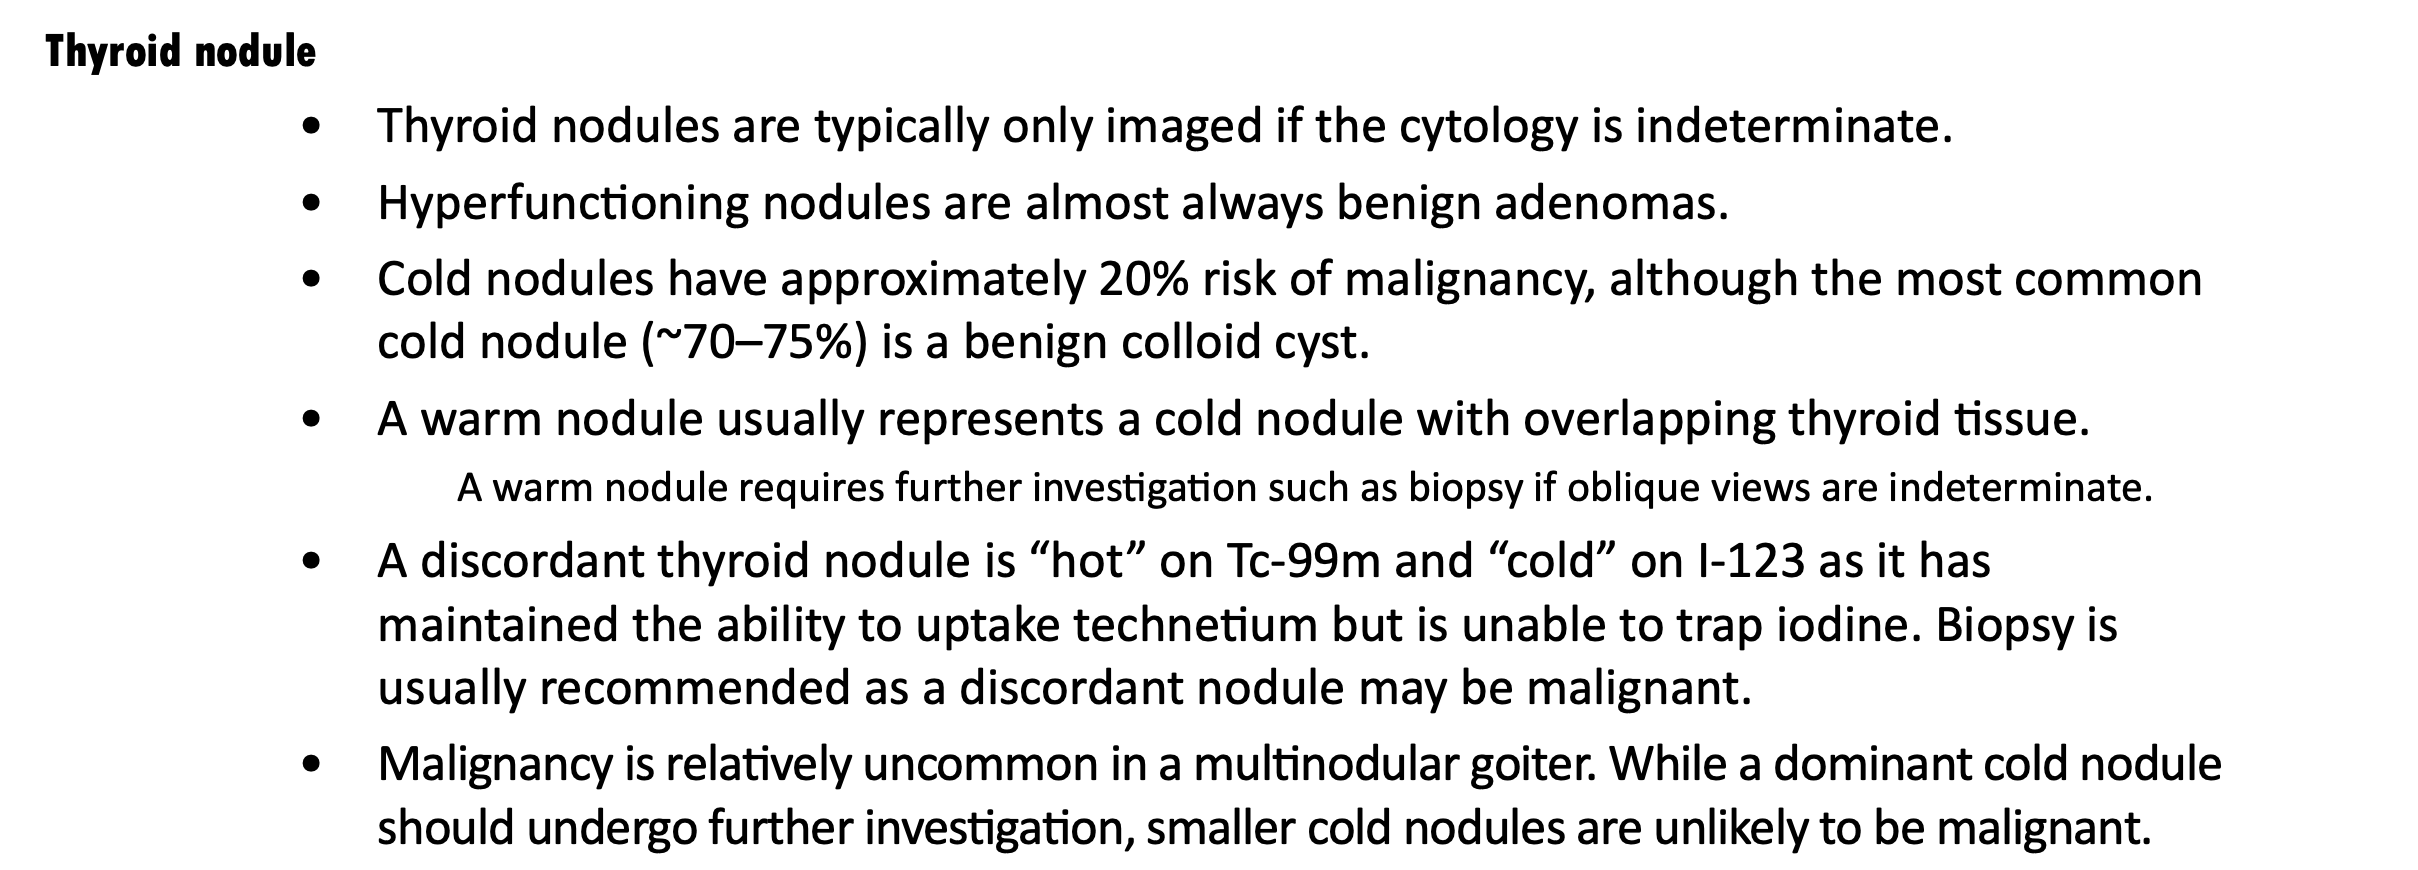 Thyroid nodule
• Thyroid nodules are typically only imaged if the cytology is indeterminate.
• Hyperfunctioning nodules are almost always benign adenomas.
• Cold nodules have approximately 20% risk of malignancy, although the most common
cold nodule (~70–75%) is a benign colloid cyst.
• A warm nodule usually represents a cold nodule with overlapping thyroid tissue.
A warm nodule requires further investigation such as biopsy if oblique views are indeterminate.
• A discordant thyroid nodule is “hot” on Tc-99m and “cold” on I-123 as it has
maintained the ability to uptake technetium but is unable to trap iodine. Biopsy is
usually recommended as a discordant nodule may be malignant.
• Malignancy is relatively uncommon in a multinodular goiter. While a dominant cold nodule
should undergo further investigation, smaller cold nodules are unlikely to be malignant.